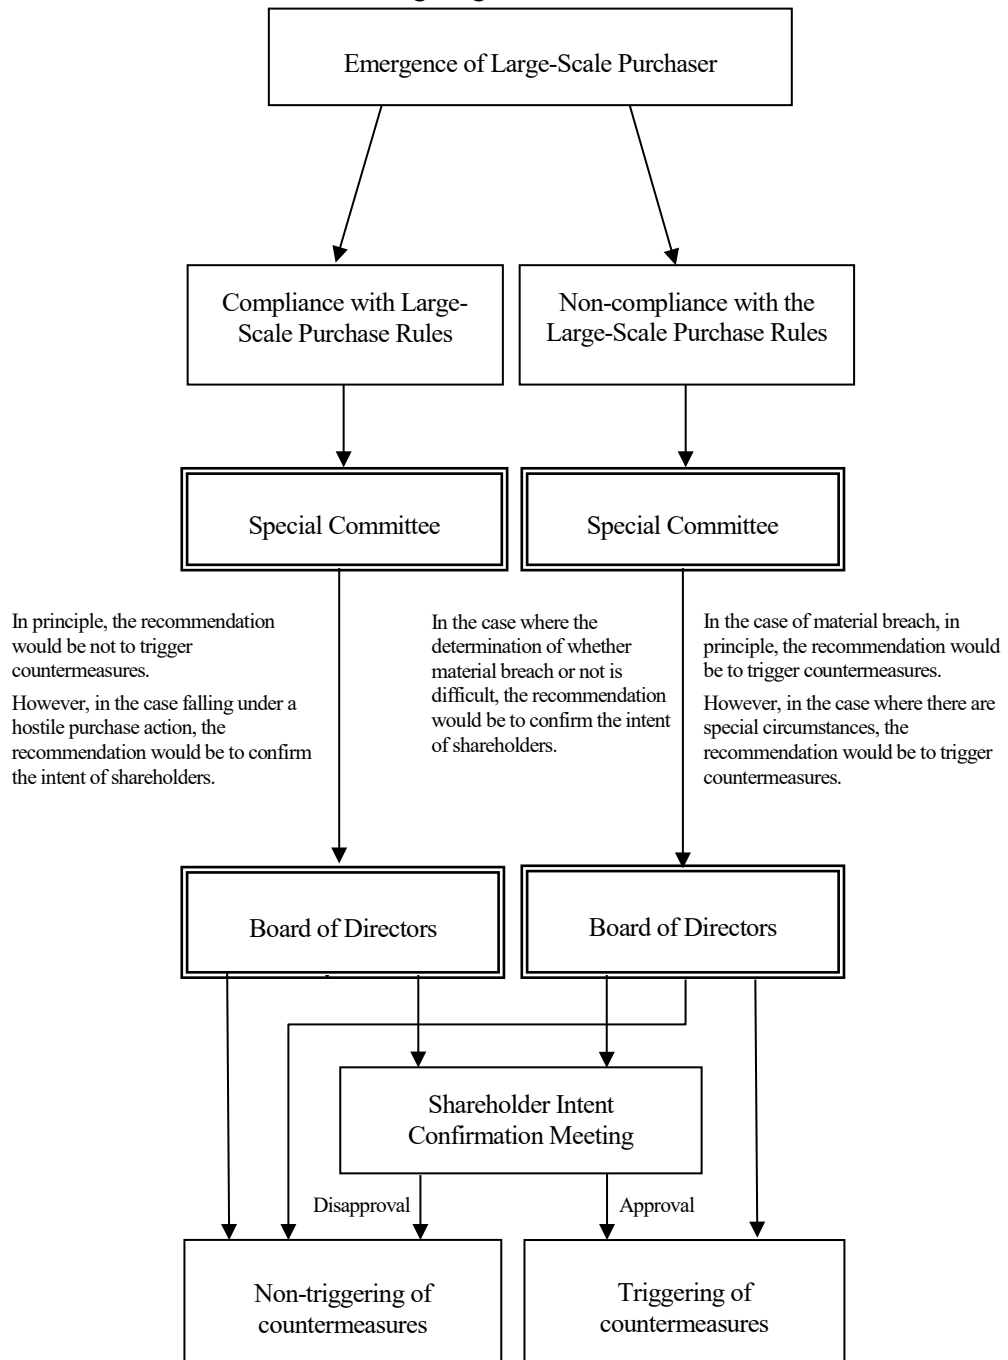 Emergence of Large-Scale Purchaser
Compliance with Large-
Scale Purchase Rules
Non-compliance with the
Large-Scale Purchase Rules
Special Committee
Special Committee
In principle, the recommendation
would be not to trigger
countermeasures.
However, in the case falling under a
hostile purchase action, the
recommendation would be to confirm
the intent of shareholders.
In the case where the
determination of whether
material breach or not is
difficult, the recommendation
would be to confirm the intent
of shareholders.
In the case of material breach, in
principle, the recommendation would
be to trigger countermeasures.
However, in the case where there are
special circumstances, the
recommendation would be to trigger
countermeasures.
Board of Directors
Board of Directors
Shareholder Intent
Confirmation Meeting
Disapproval
Approval
Non-triggering of
countermeasures
Triggering of
countermeasures